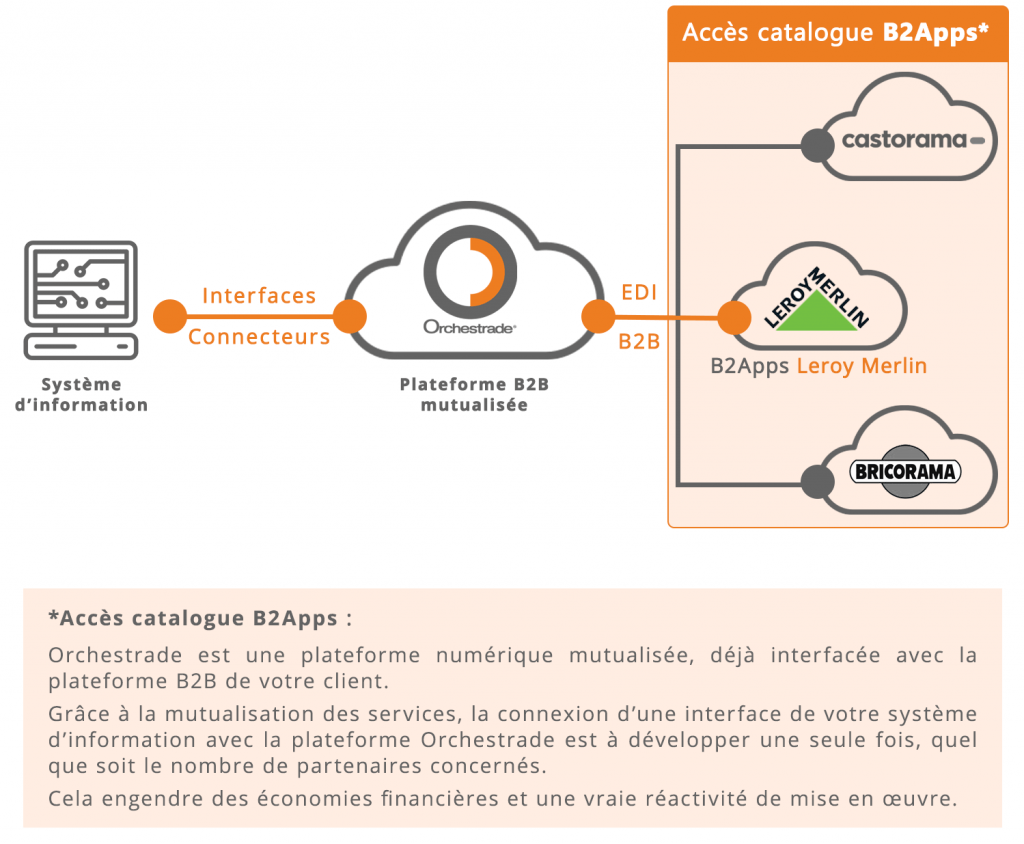 Accès catalogue B2Apps*
castorama
Interfaces
Connecteurs
Orchestrade®
EDI
B2B
LEROY MERLIN
B2Apps Leroy Merlin
Système
d’information
Plateforme B2B
mutualisée
BRICORAMA
*Accès catalogue B2Apps :
Orchestrade est une plateforme numérique mutualisée, déjà interfacée avec la
plateforme B2B de votre client.
Grâce à la mutualisation des services, la connexion d’une interface de votre système
d’information avec la plateforme Orchestrade est à développer une seule fois, quel
que soit le nombre de partenaires concernés.
Cela engendre des économies financières et une vraie réactivité de mise en œuvre.